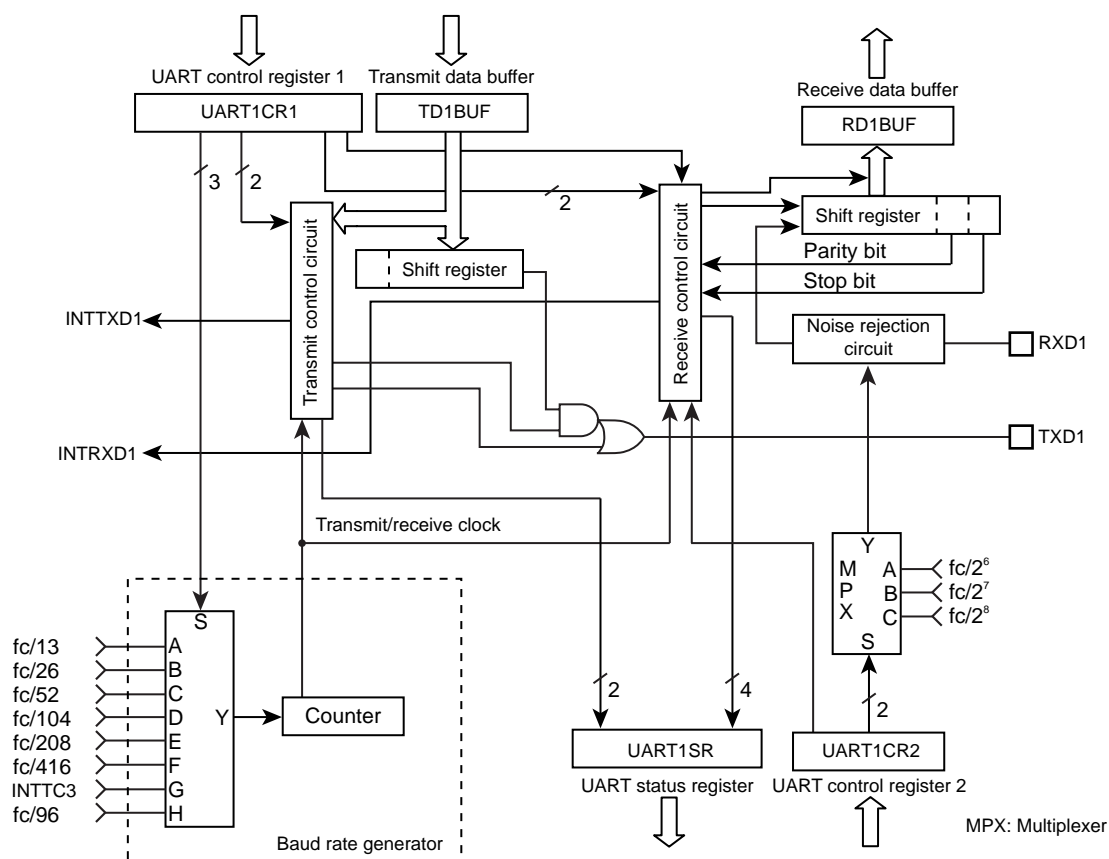 UART control register 1
Transmit data buffer
Receive data buffer
UART1CR1
TD1BUF
RD1BUF
3
2
2
Transmit control circuit
Shift register
Receive control circuit
Shift register
Parity bit
Stop bit
INTTXD1
Noise rejection
circuit
RXD1
INTRXD1
TXD1
Transmit/receive clock
Y
M
P
X
A
B
C
S
fc/2⁶
fc/2⁷
fc/2⁸
S
fc/13
A
fc/26
B
fc/52
C
fc/104
D
fc/208
E
fc/416
F
INTTC3
G
fc/96
H
Y
Counter
2
4
2
UART1SR
UART1CR2
UART status register
UART control register 2
MPX: Multiplexer
Baud rate generator